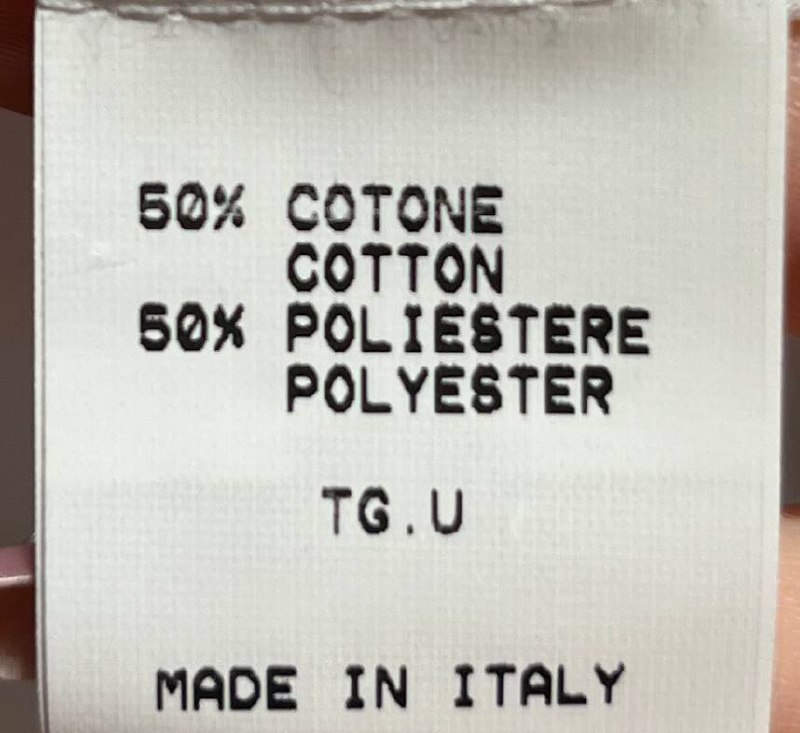 50% COTONE
COTTON
50% POLIESTERE
POLYESTER
TG.U
MADE IN ITALY